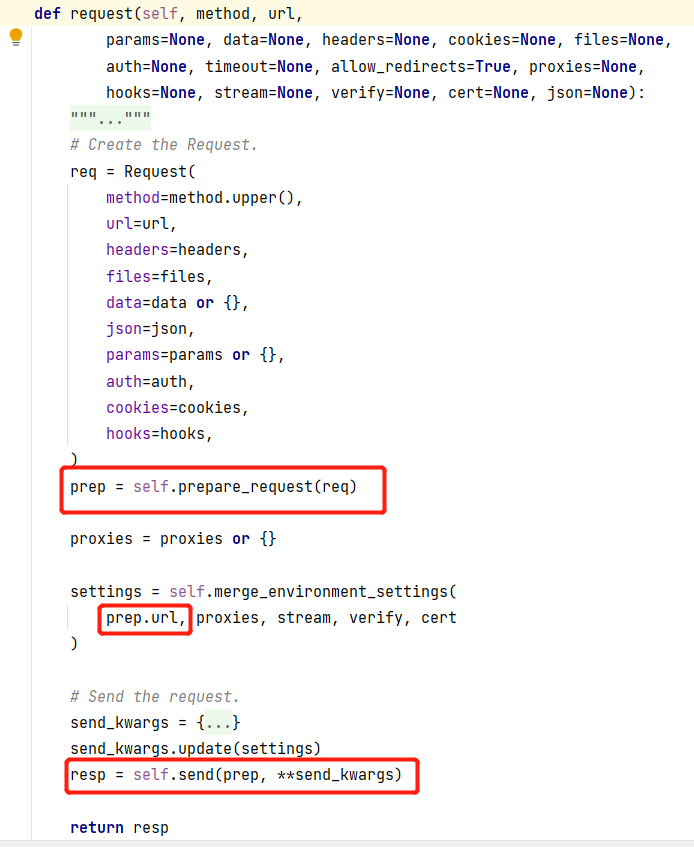 def request(self, method, url,
        params=None, data=None, headers=None, cookies=None, files=None,
        auth=None, timeout=None, allow_redirects=True, proxies=None,
        hooks=None, stream=None, verify=None, cert=None, json=None):
    """..."""
    # Create the Request.
    req = Request(
        method=method.upper(),
        url=url,
        headers=headers,
        files=files,
        data=data or {},
        json=json,
        params=params or {},
        auth=auth,
        cookies=cookies,
        hooks=hooks,
    )
    prep = self.prepare_request(req)
    proxies = proxies or {}
    settings = self.merge_environment_settings(
        prep.url, proxies, stream, verify, cert
    )
    # Send the request.
    send_kwargs = {...}
    send_kwargs.update(settings)
    resp = self.send(prep, **send_kwargs)
    return resp